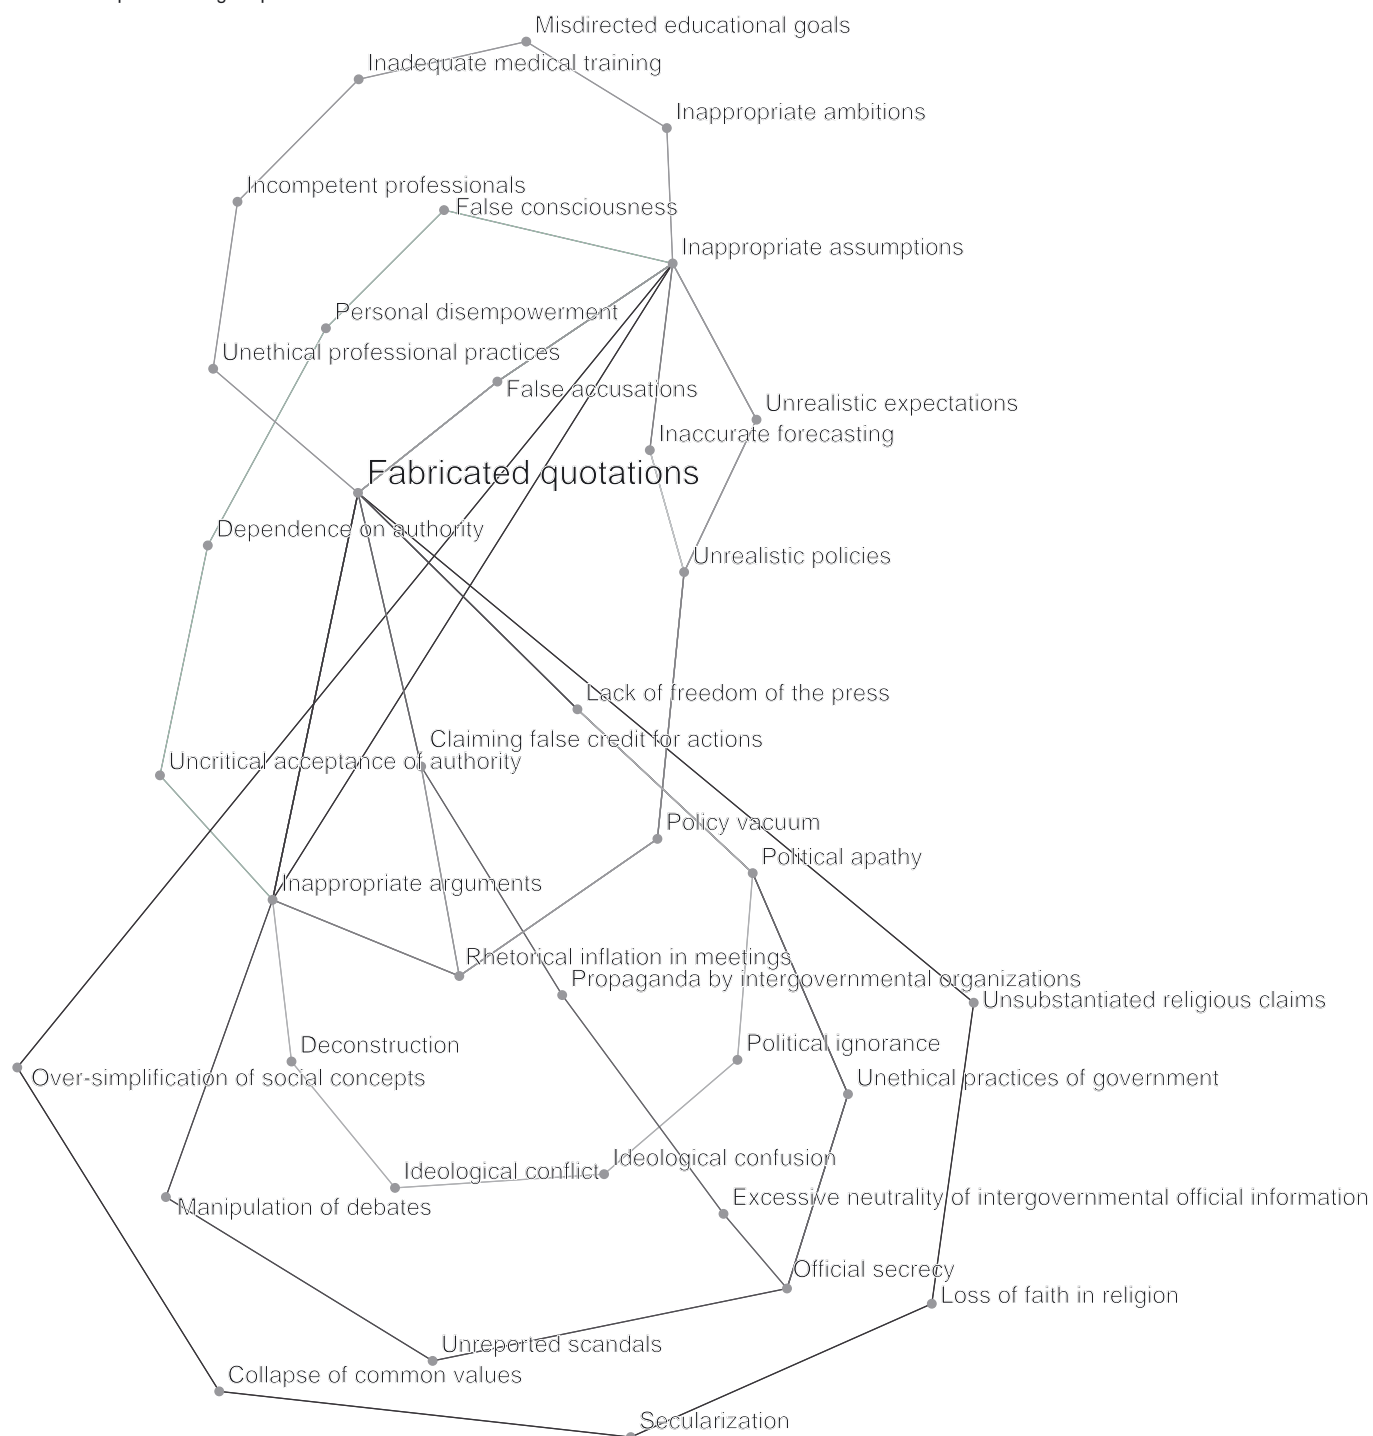 Misdirected educational goals
Inadequate medical training
Inappropriate ambitions
Incompetent professionals
False consciousness
Inappropriate assumptions
Personal disempowerment
Unethical professional practices
False accusations
Unrealistic expectations
Inaccurate forecasting
Fabricated quotations
Dependence on authority
Unrealistic policies
Lack of freedom of the press
Claiming false credit for actions
Uncritical acceptance of authority
Policy vacuum
Political apathy
Inappropriate arguments
Rhetorical inflation in meetings
Propaganda by intergovernmental organizations
Unsubstantiated religious claims
Deconstruction
Political ignorance
Over-simplification of social concepts
Unethical practices of government
Ideological confusion
Ideological conflict
Excessive neutrality of intergovernmental official information
Manipulation of debates
Official secrecy
Loss of faith in religion
Unreported scandals
Collapse of common values
Secularization